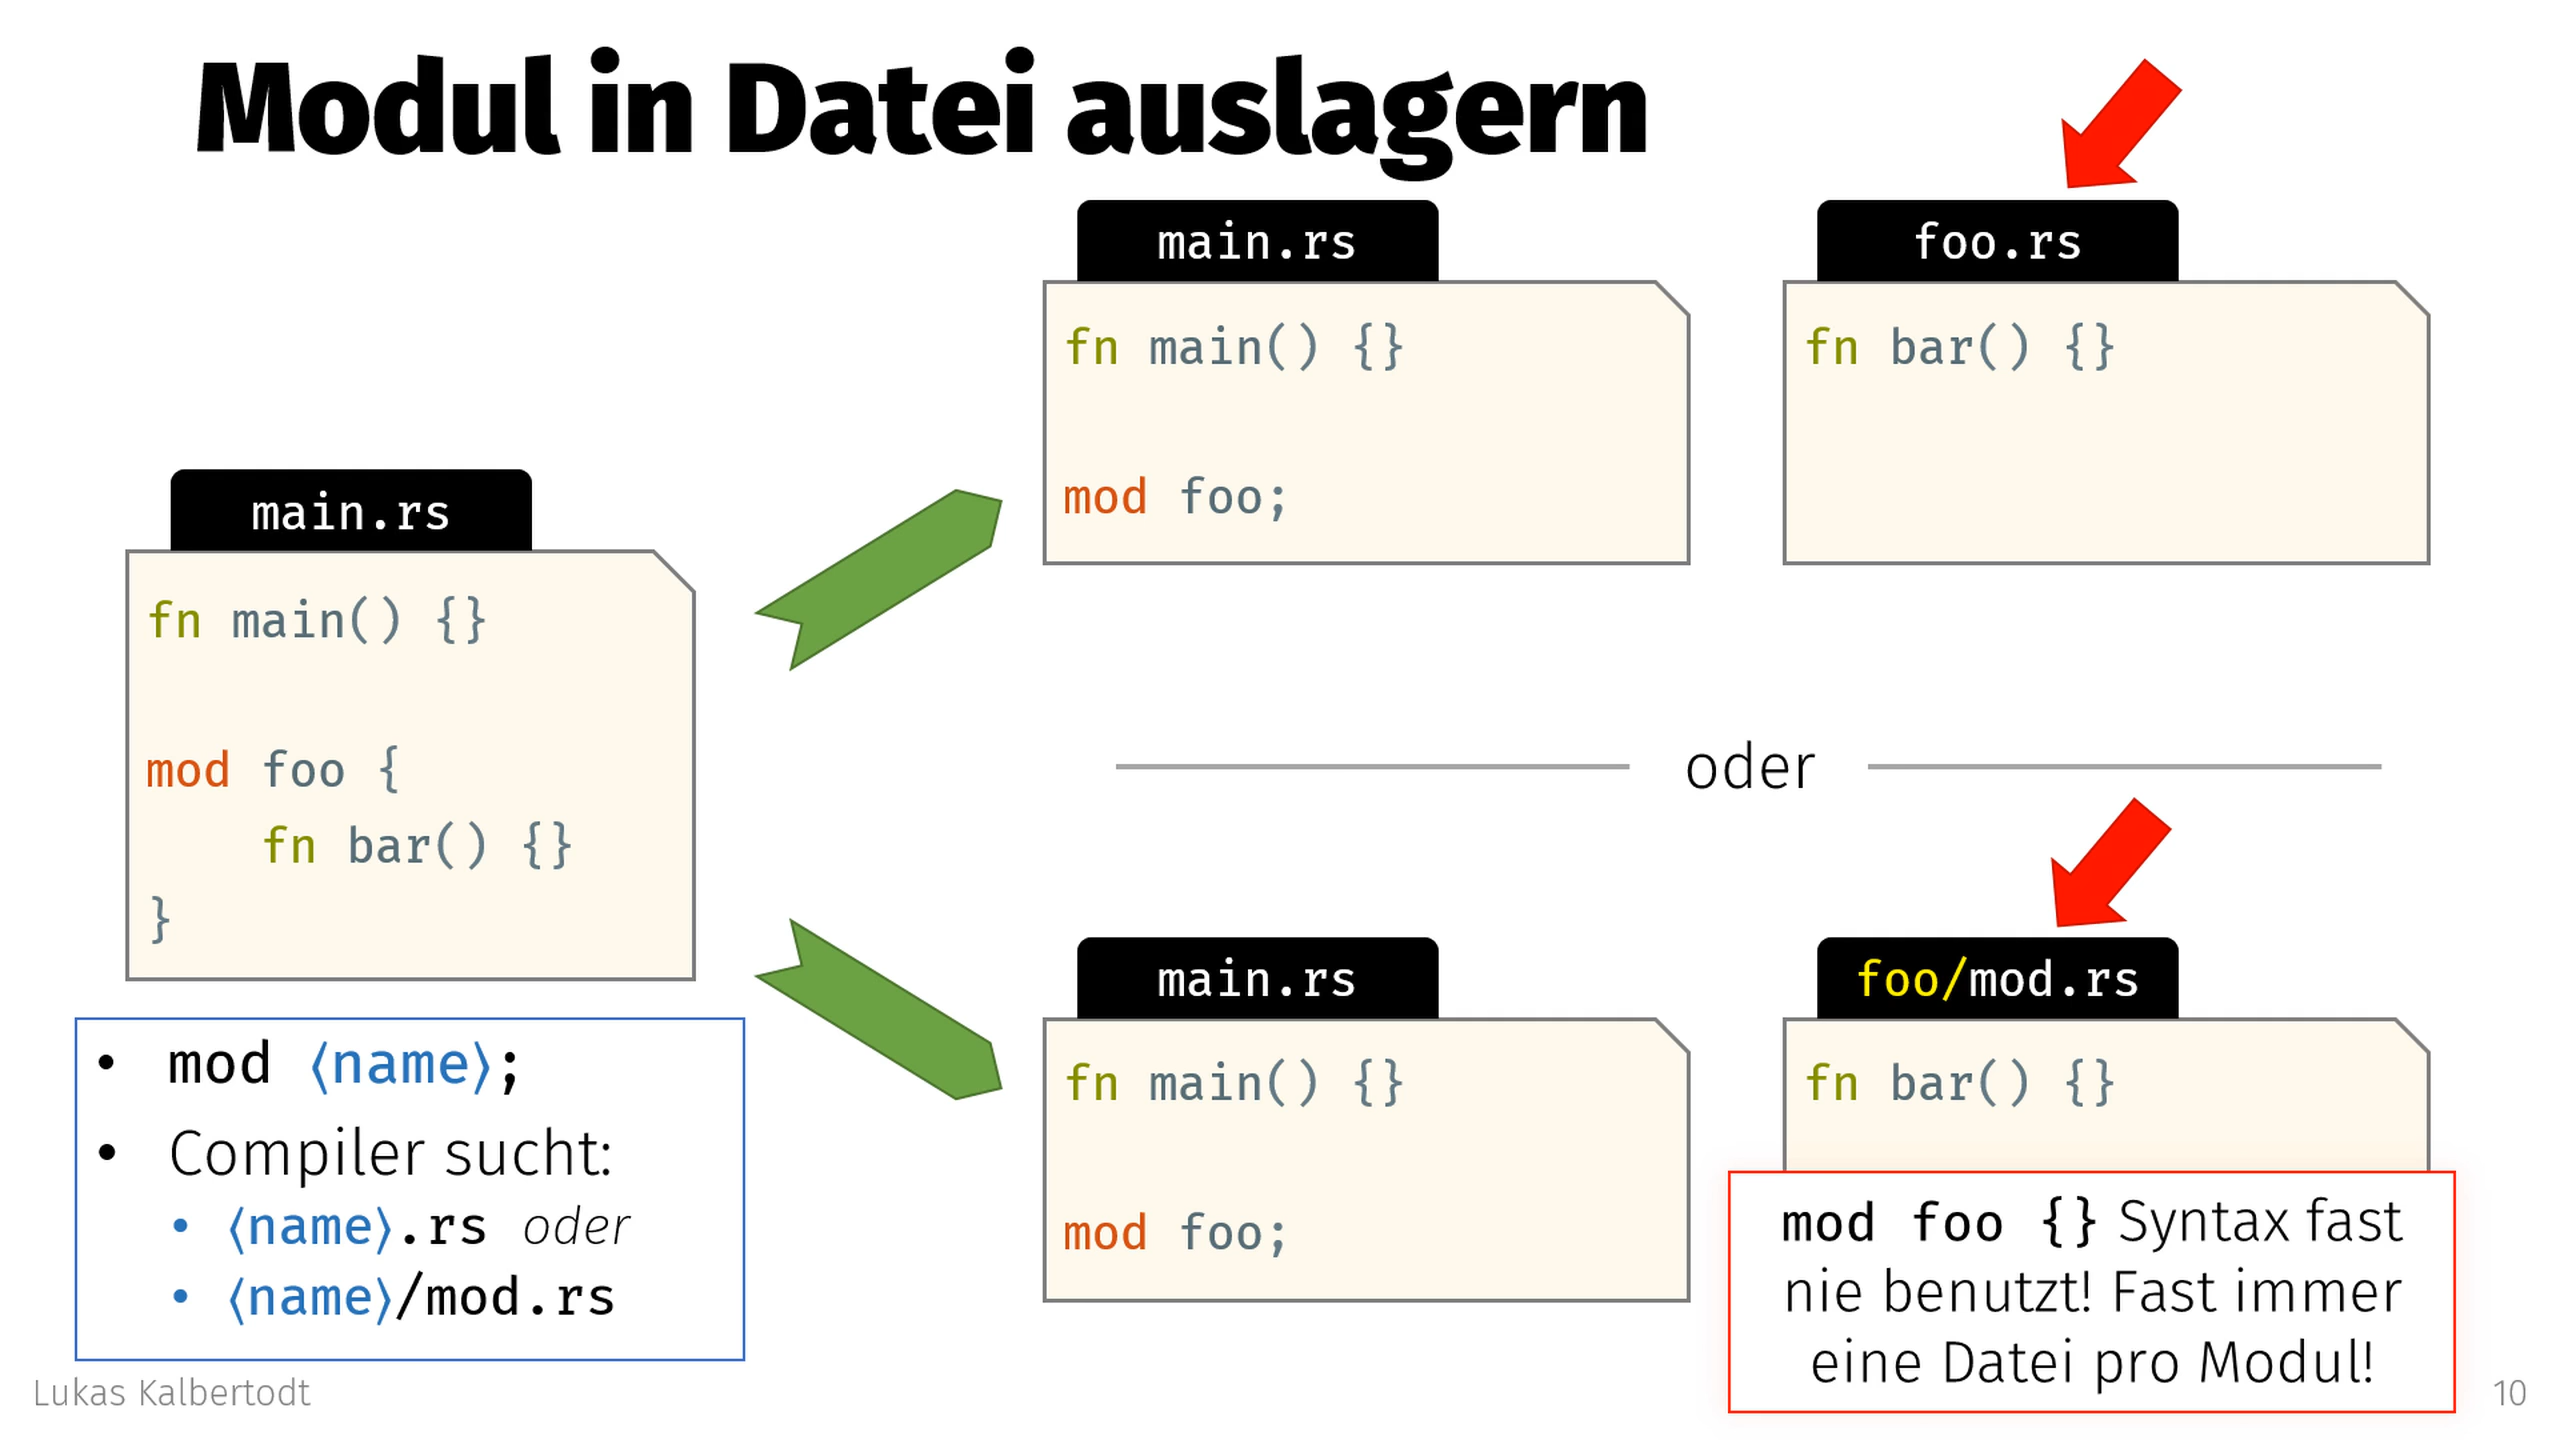 Modul in Datei auslagern
main.rs
fn main() {}
mod foo {
    fn bar() {}
}
main.rs
fn main() {}
mod foo;
foo.rs
fn bar() {}
oder
main.rs
fn main() {}
mod foo;
foo/mod.rs
fn bar() {}
• mod ⟨name⟩;
• Compiler sucht:
• ⟨name⟩.rs oder
• ⟨name⟩/mod.rs
mod foo {} Syntax fast
nie benutzt! Fast immer
eine Datei pro Modul!
Lukas Kalbertodt
10